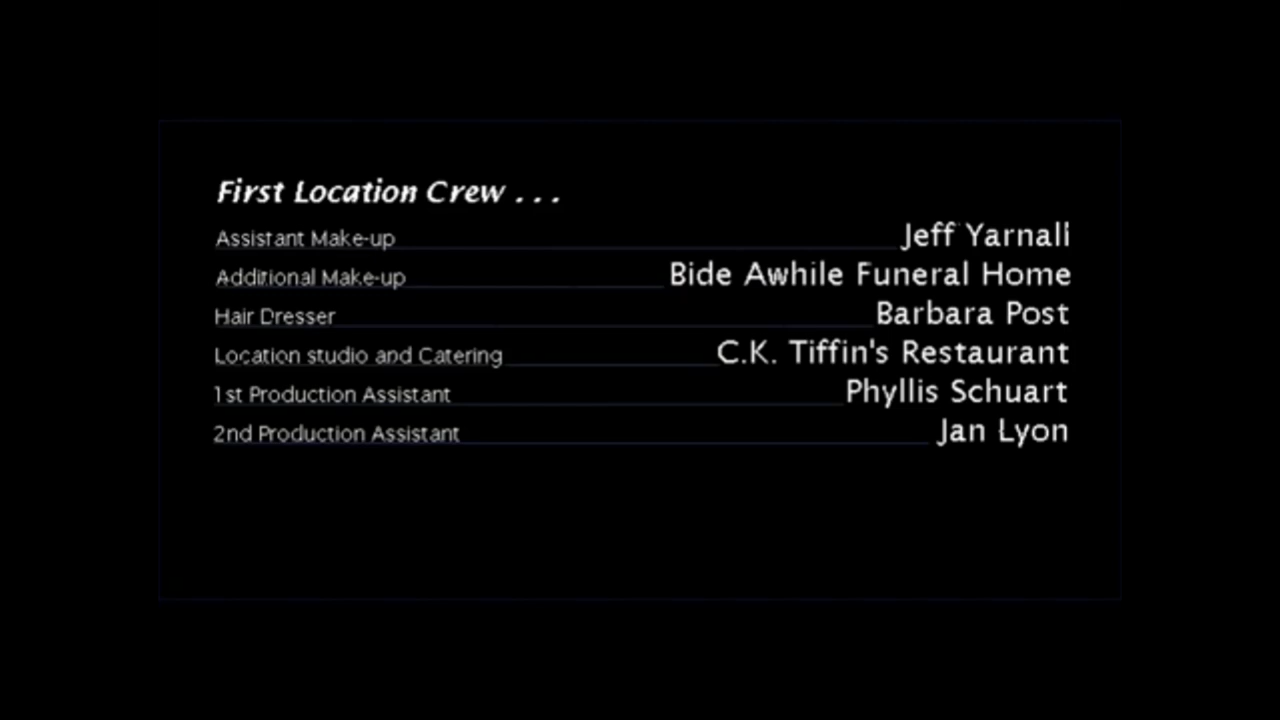 First Location Crew . . .
Assistant Make-up Jeff Yarnall
Additional Make-up Bide Awhile Funeral Home
Hair Dresser Barbara Post
Location studio and Catering C.K. Tiffin's Restaurant
1st Production Assistant Phyllis Schuart
2nd Production Assistant Jan Lyon